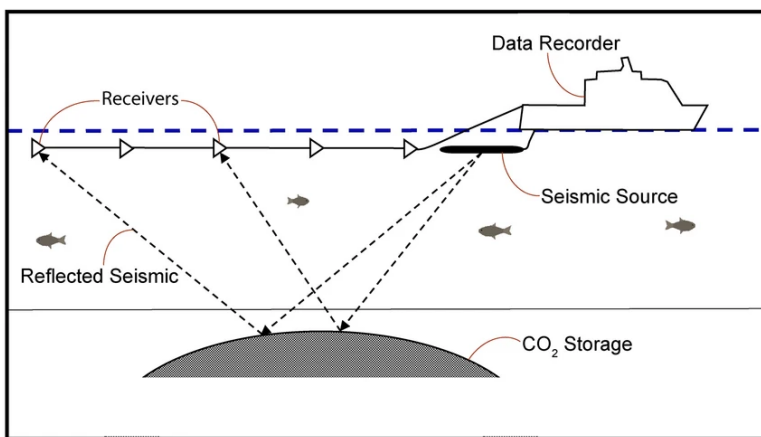 Data Recorder
Receivers
Seismic Source
Reflected Seismic
CO₂ Storage